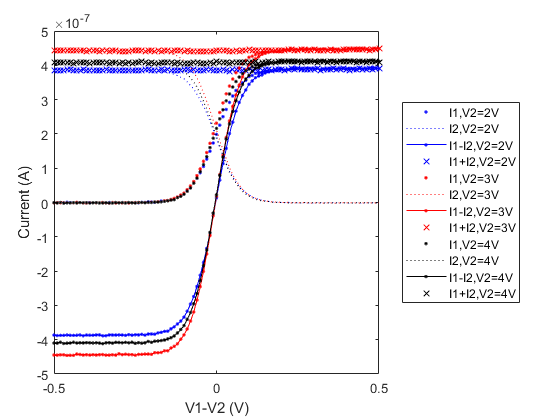 ×10⁻⁷
5
4
3
2
1
0
-1
-2
-3
-4
-5
Current (A)
-0.5
0
0.5
V1-V2 (V)
I1,V2=2V
I2,V2=2V
I1-I2,V2=2V
I1+I2,V2=2V
I1,V2=3V
I2,V2=3V
I1-I2,V2=3V
I1+I2,V2=3V
I1,V2=4V
I2,V2=4V
I1-I2,V2=4V
I1+I2,V2=4V